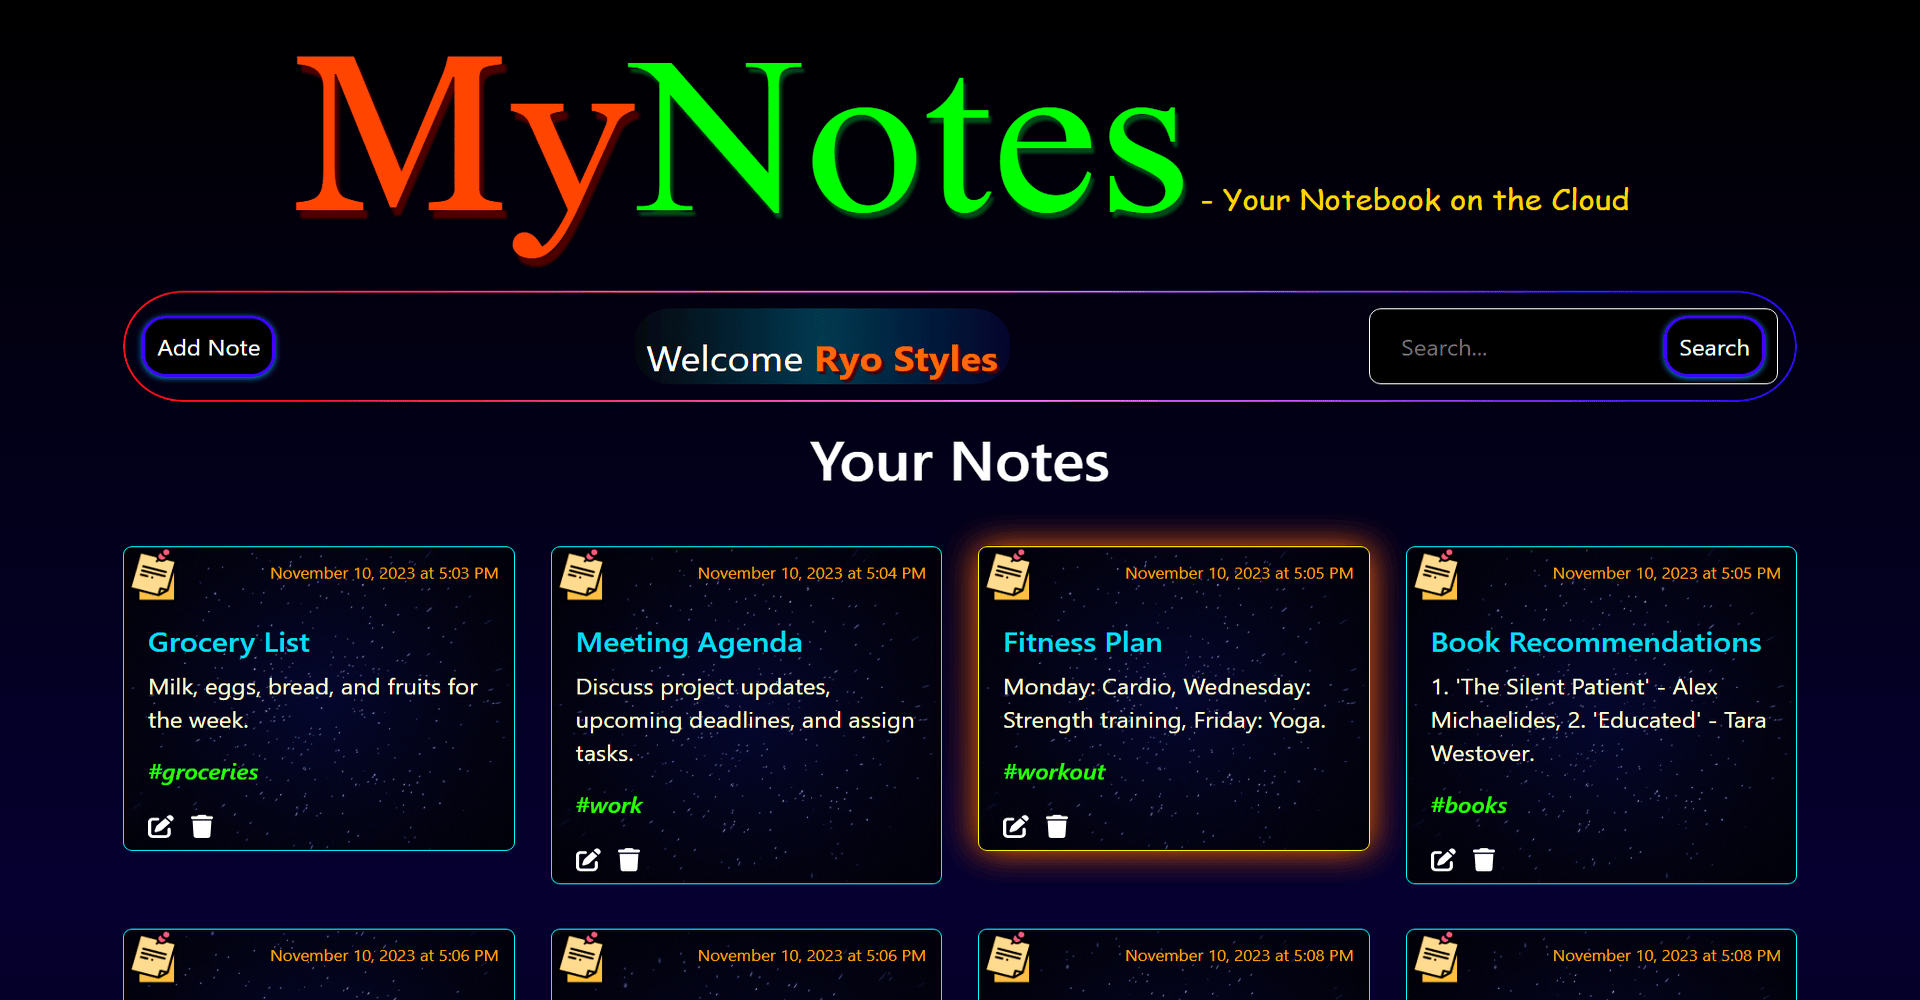 MyNotes - Your Notebook on the Cloud
Add Note
Welcome Ryo Styles
Search...
Search
Your Notes
November 10, 2023 at 5:03 PM
Grocery List
Milk, eggs, bread, and fruits for
the week.
#groceries
November 10, 2023 at 5:04 PM
Meeting Agenda
Discuss project updates,
upcoming deadlines, and assign
tasks.
#work
November 10, 2023 at 5:05 PM
Fitness Plan
Monday: Cardio, Wednesday:
Strength training, Friday: Yoga.
#workout
November 10, 2023 at 5:05 PM
Book Recommendations
1. 'The Silent Patient' - Alex
Michaelides, 2. 'Educated' - Tara
Westover.
#books
November 10, 2023 at 5:06 PM
November 10, 2023 at 5:06 PM
November 10, 2023 at 5:08 PM
November 10, 2023 at 5:08 PM